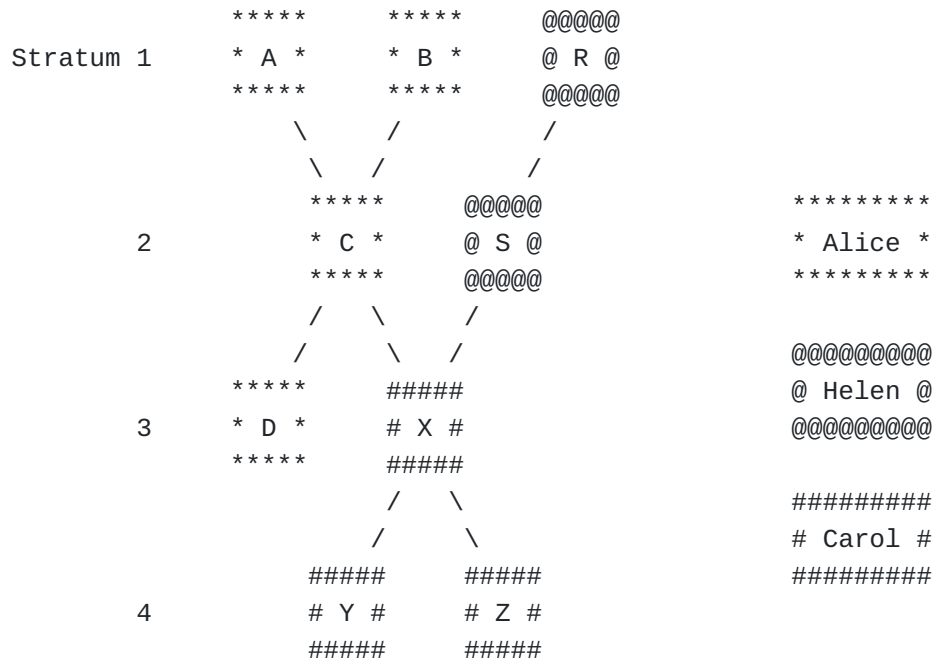 *****     *****     @@@@@
Stratum 1     * A *     * B *     @ R @
              *****     *****     @@@@@
                  \     /         /
                   \   /         /
                   *****     @@@@@                *********
        2          * C *     @ S @                * Alice *
                   *****     @@@@@                *********
                   /   \     /
                  /     \   /                     @@@@@@@@@
              *****     #####                     @ Helen @
        3     * D *     # X #                     @@@@@@@@@
              *****     #####
                        /   \                     #########
                       /     \                    # Carol #
                   #####     #####                #########
        4          # Y #     # Z #
                   #####     #####